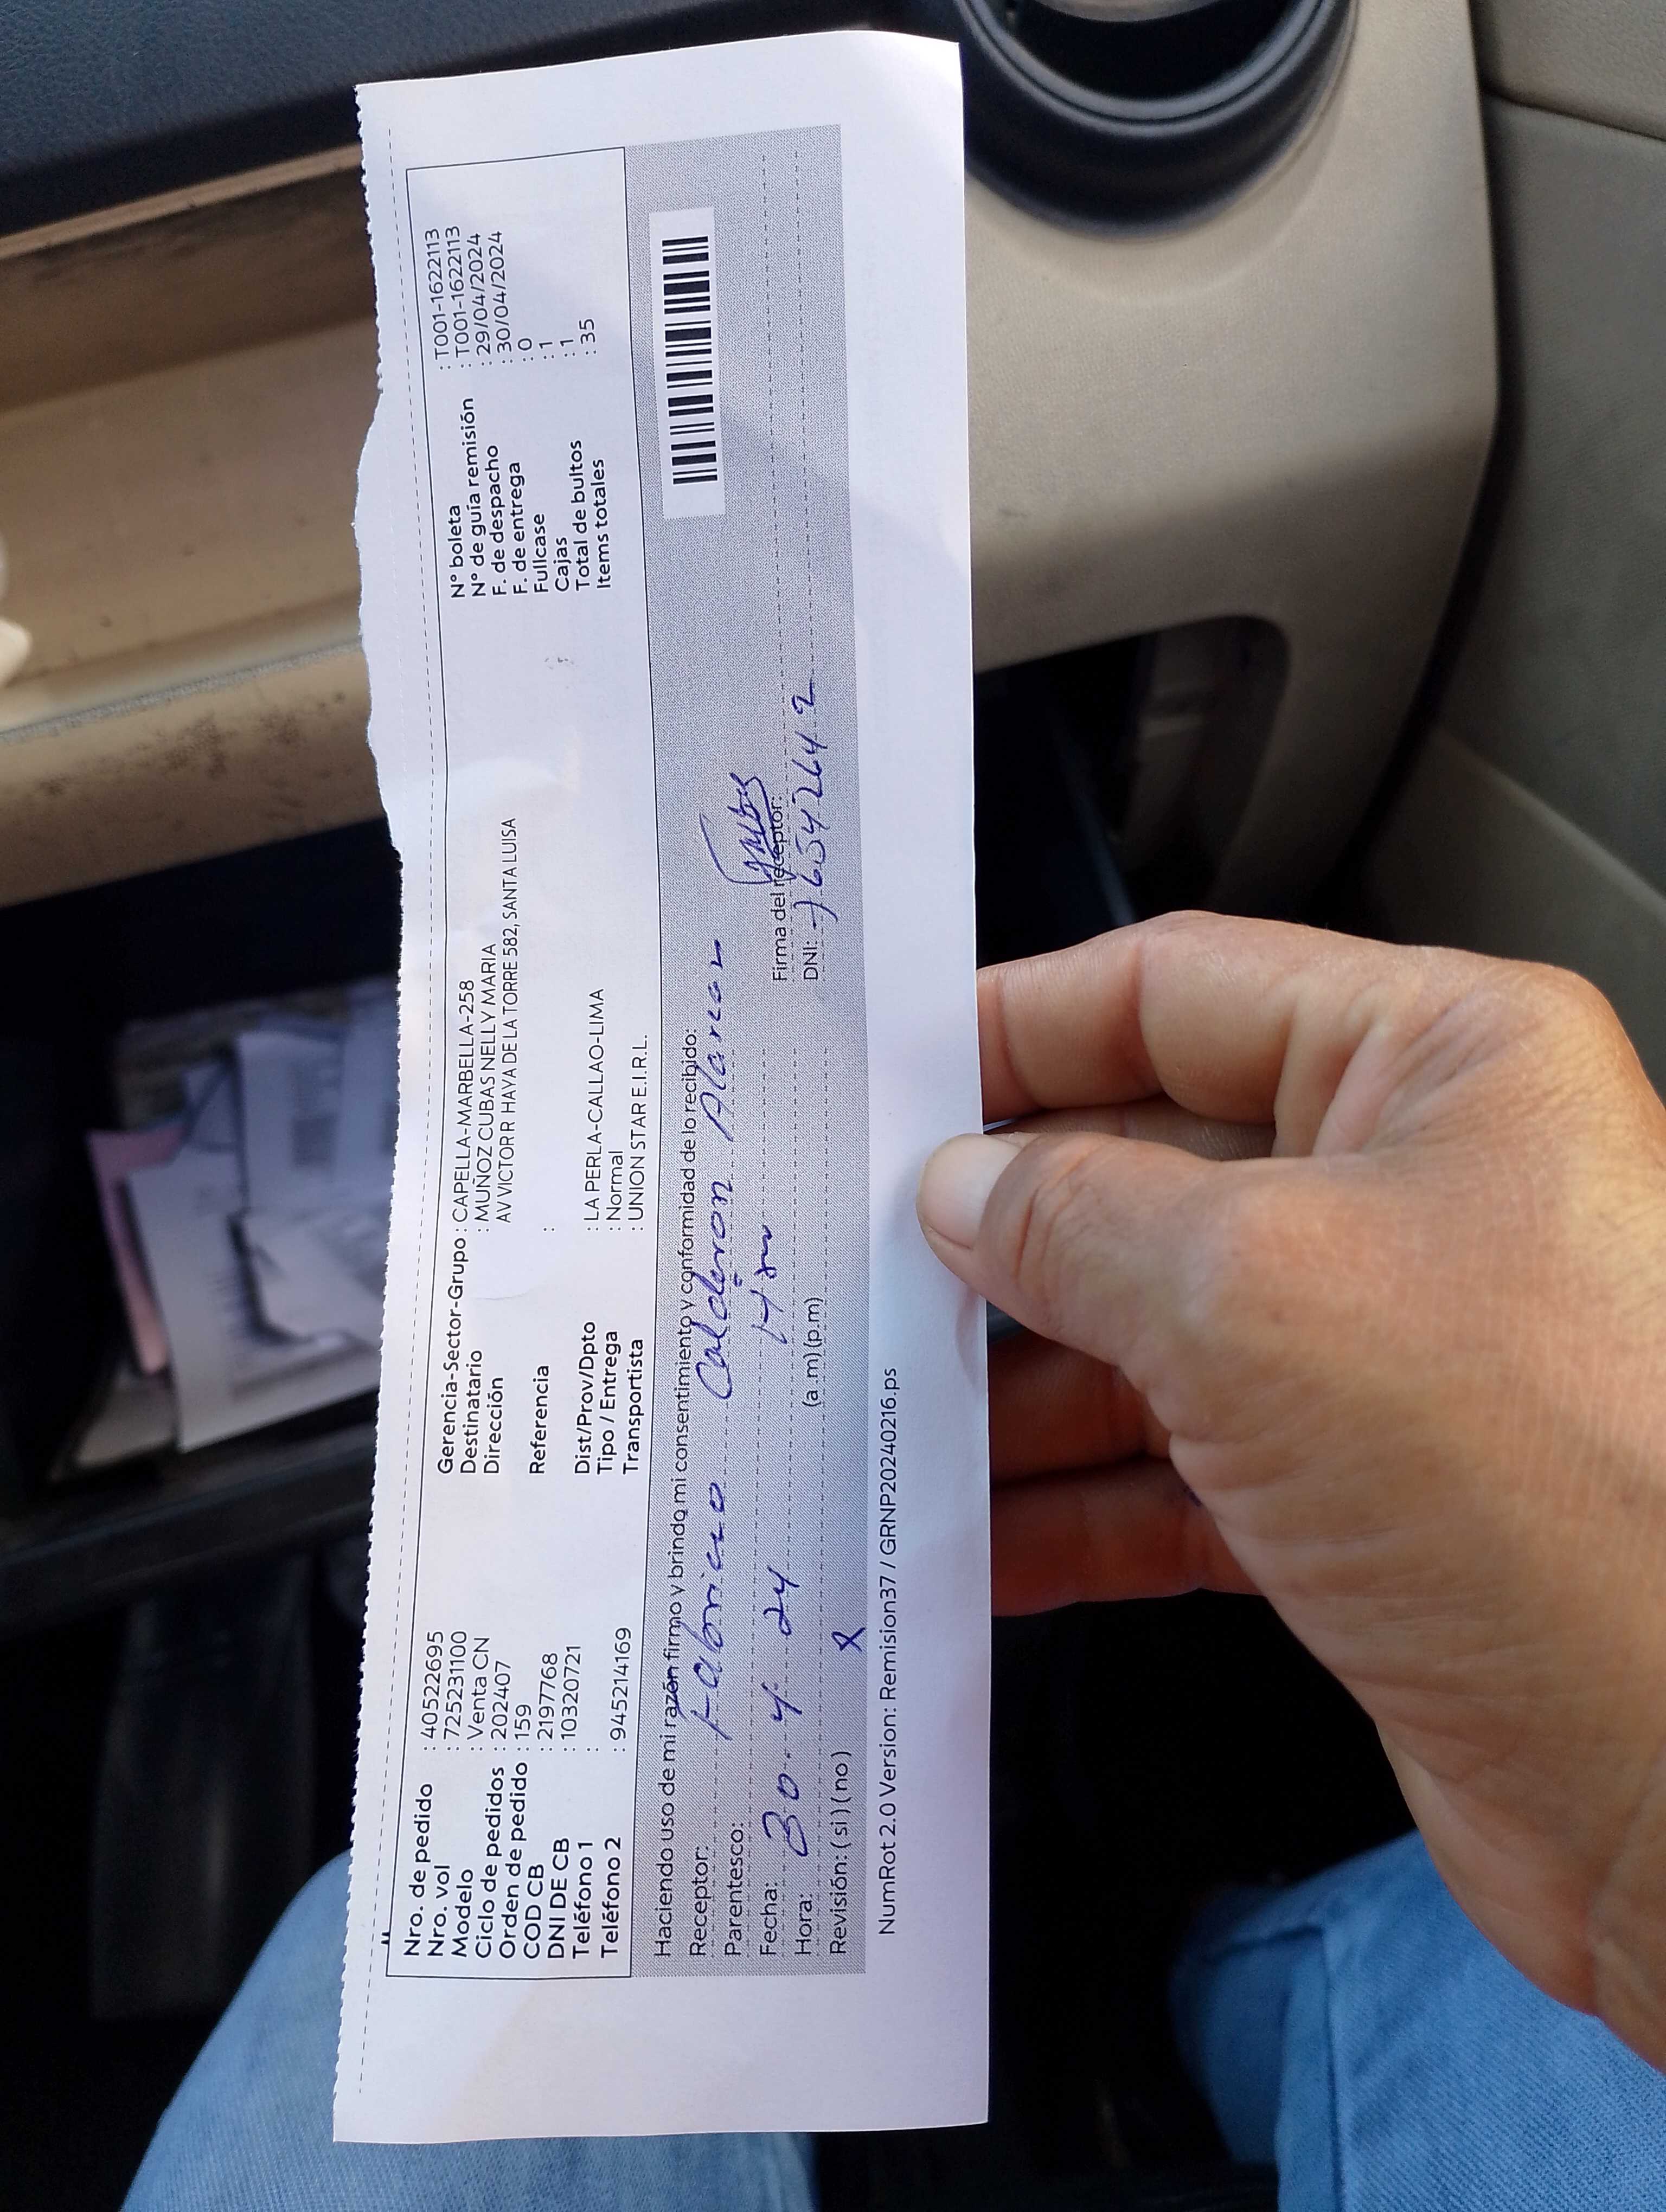 Nro. de pedido : 40522695
Nro. vol : 725231100
Modelo : Venta CN
Ciclo de pedidos : 202407
Orden de pedido : 159
COD CB : 2197768
DNI DE CB : 10320721
Teléfono 1 :
Teléfono 2 : 945214169
Gerencia-Sector-Grupo : CAPELLA-MARBELLA-258
Destinatario : MUÑOZ CUBAS NELLY MARIA
Dirección AV VICTOR R HAYA DE LA TORRE 582, SANTA LUISA
Referencia :
Dist/Prov/Dpto : LA PERLA-CALLAO-LIMA
Tipo / Entrega : Normal
Transportista : UNION STAR E.I.R.L.
N° boleta : T001-1622113
N° de guía remisión : T001-1622113
F. de despacho : 29/04/2024
F. de entrega : 30/04/2024
Fullcase : 0
Cajas : 1
Total de bultos : 1
Items totales : 35
Haciendo uso de mi razón firmo y brindo mi consentimiento y conformidad de lo recibido:
Receptor: Fabricio Calderon
Parentesco:
Fecha: 30 - 4 - 24
Firma del receptor:
Hora: (a.m) (p.m)
DNI: 76542642
Revisión: ( si ) ( no ) X
NumRot 2.0 Version: Remision37 / GRNP20240216.ps